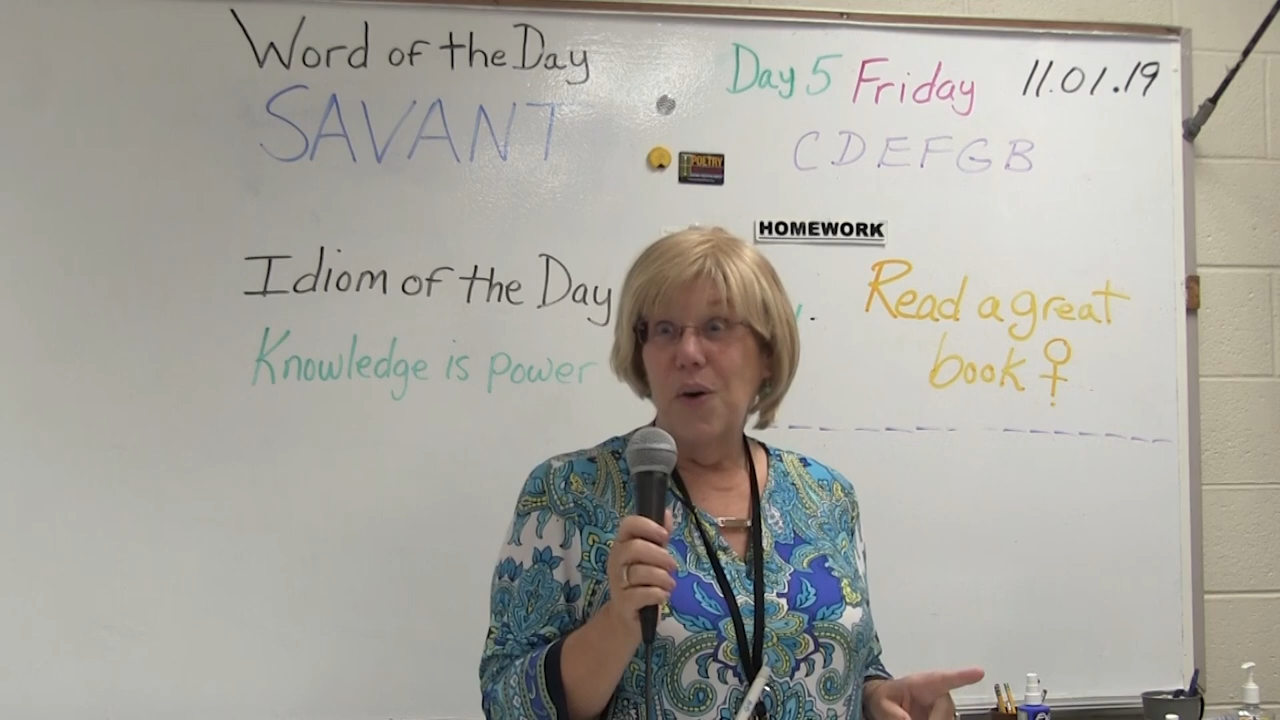 Word of the Day
SAVANT
Day 5 Friday 11.01.19
CDEFGB
POETRY
HOMEWORK
Idiom of the Day
Knowledge is power
Read a great
book